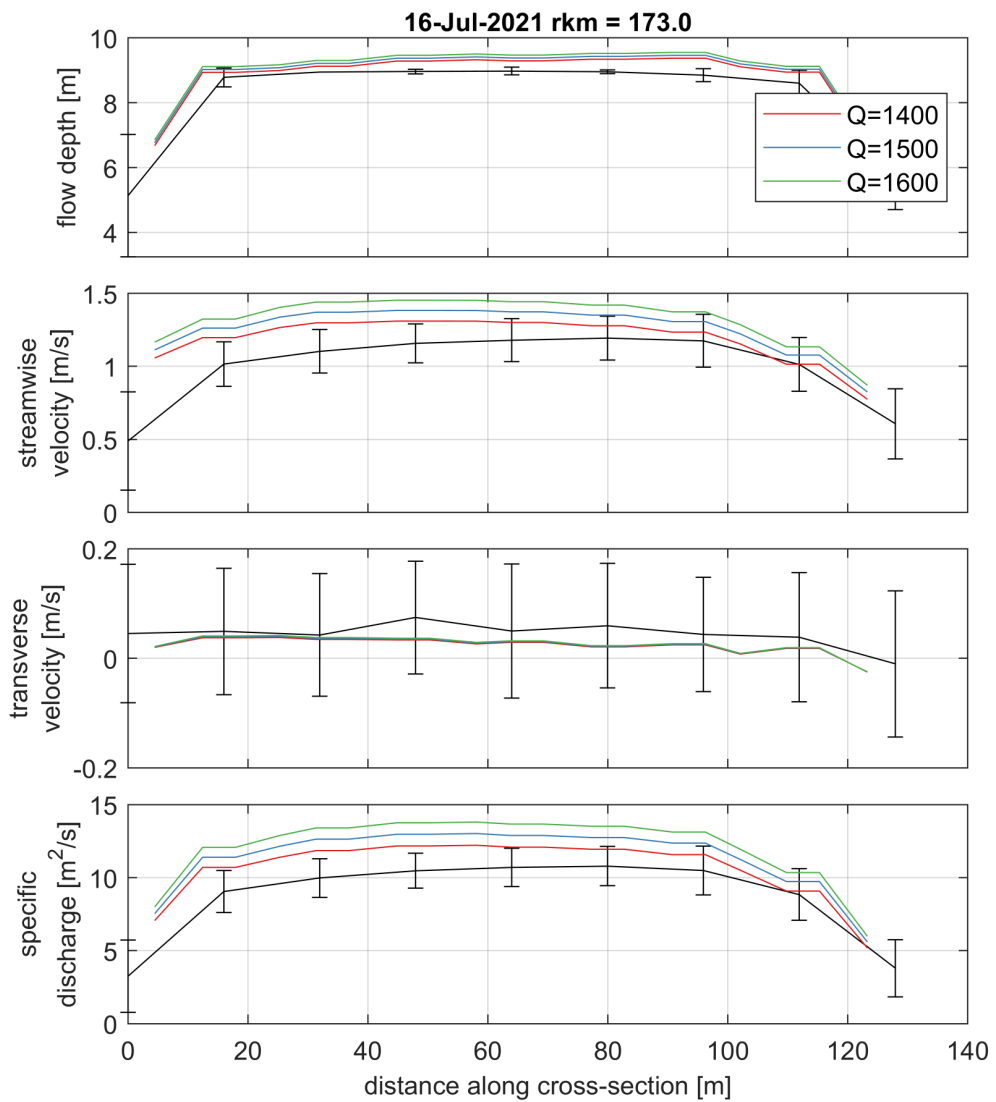 16-Jul-2021 rkm = 173.0
10
8
6
4
flow depth [m]
Q=1400
Q=1500
Q=1600
1.5
1
0.5
0
streamwise
velocity [m/s]
0.2
0
-0.2
transverse
velocity [m/s]
15
10
5
0
specific
discharge [m²/s]
0 20 40 60 80 100 120 140
distance along cross-section [m]